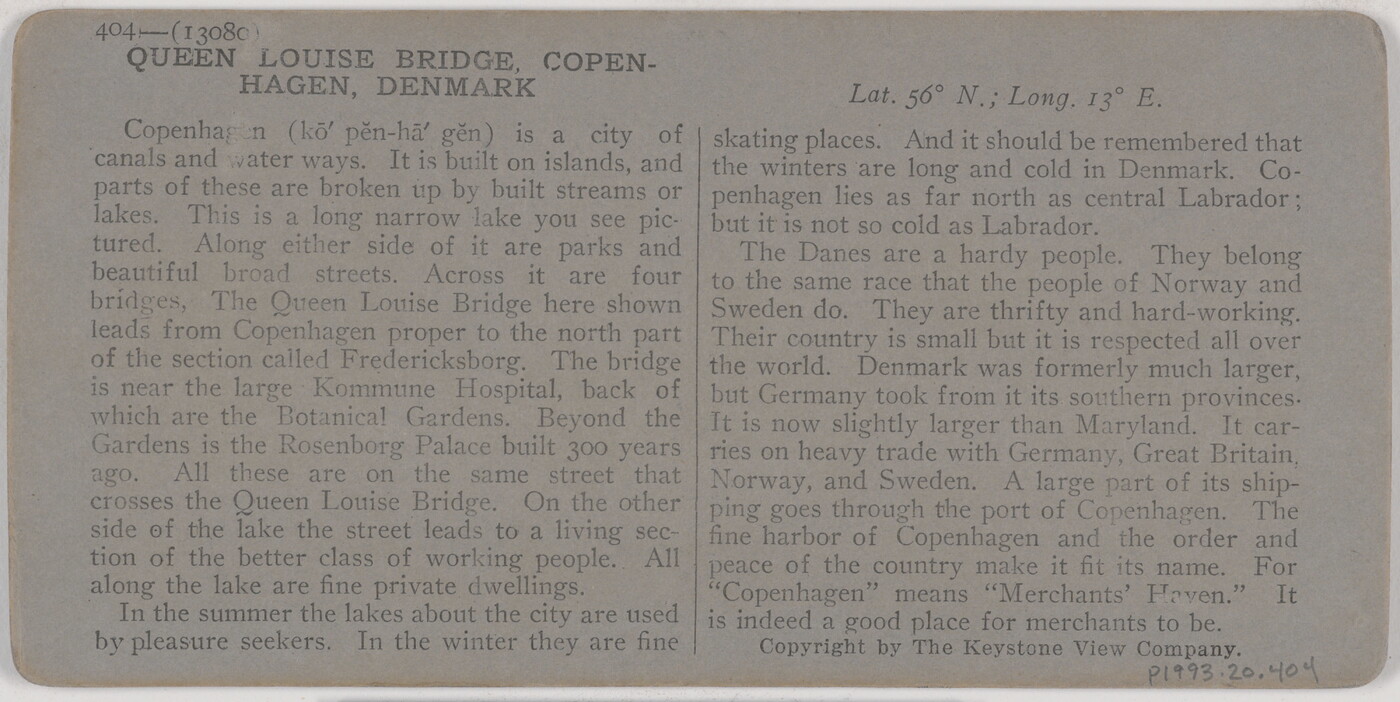 404—(13080)
QUEEN LOUISE BRIDGE, COPEN-
HAGEN, DENMARK
Lat. 56° N.; Long. 13° E.
Copenhagen (kō′ pĕn-hā′ gĕn) is a city of
canals and water ways. It is built on islands, and
parts of these are broken up by built streams or
lakes. This is a long narrow lake you see pic-
tured. Along either side of it are parks and
beautiful broad streets. Across it are four
bridges, The Queen Louise Bridge here shown
leads from Copenhagen proper to the north part
of the section called Fredericksborg. The bridge
is near the large Kommune Hospital, back of
which are the Botanical Gardens. Beyond the
Gardens is the Rosenborg Palace built 300 years
ago. All these are on the same street that
crosses the Queen Louise Bridge. On the other
side of the lake the street leads to a living sec-
tion of the better class of working people. All
along the lake are fine private dwellings.
In the summer the lakes about the city are used
by pleasure seekers. In the winter they are fine
skating places. And it should be remembered that
the winters are long and cold in Denmark. Co-
penhagen lies as far north as central Labrador;
but it is not so cold as Labrador.
The Danes are a hardy people. They belong
to the same race that the people of Norway and
Sweden do. They are thrifty and hard-working.
Their country is small but it is respected all over
the world. Denmark was formerly much larger,
but Germany took from it its southern provinces.
It is now slightly larger than Maryland. It car-
ries on heavy trade with Germany, Great Britain,
Norway, and Sweden. A large part of its ship-
ping goes through the port of Copenhagen. The
fine harbor of Copenhagen and the order and
peace of the country make it fit its name. For
“Copenhagen” means “Merchants’ Haven.” It
is indeed a good place for merchants to be.
Copyright by The Keystone View Company.
P1993.20.404